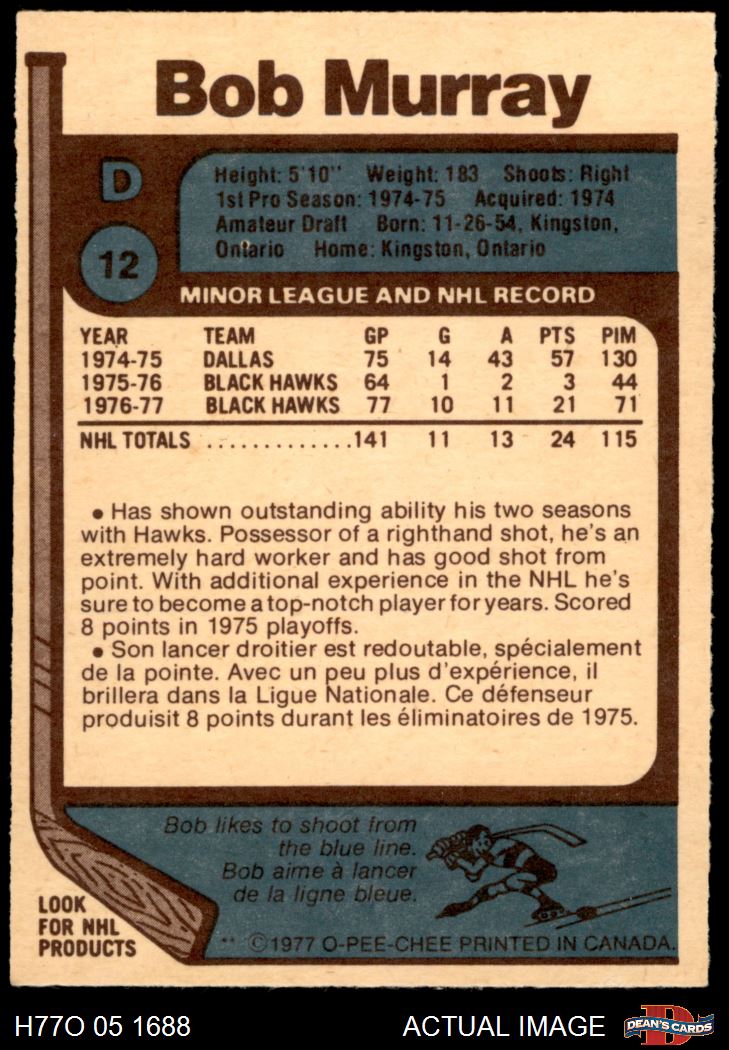 Bob Murray
D
12
Height: 5'10" Weight: 183 Shoots: Right
1st Pro Season: 1974-75 Acquired: 1974
Amateur Draft Born: 11-26-54, Kingston,
Ontario Home: Kingston, Ontario
MINOR LEAGUE AND NHL RECORD
YEAR TEAM GP G A PTS PIM
1974-75 DALLAS 75 14 43 57 130
1975-76 BLACK HAWKS 64 1 2 3 44
1976-77 BLACK HAWKS 77 10 11 21 71
NHL TOTALS .............141 11 13 24 115
● Has shown outstanding ability his two seasons
with Hawks. Possessor of a righthand shot, he's an
extremely hard worker and has good shot from
point. With additional experience in the NHL he's
sure to become a top-notch player for years. Scored
8 points in 1975 playoffs.
● Son lancer droitier est redoutable, spécialement
de la pointe. Avec un peu plus d'expérience, il
brillera dans la Ligue Nationale. Ce défenseur
produisit 8 points durant les éliminatoires de 1975.
Bob likes to shoot from
the blue line.
Bob aime à lancer
de la ligne bleue.
LOOK
FOR NHL
PRODUCTS
** ©1977 O-PEE-CHEE PRINTED IN CANADA.
H77O 05 1688 ACTUAL IMAGE D DEAN'S CARDS